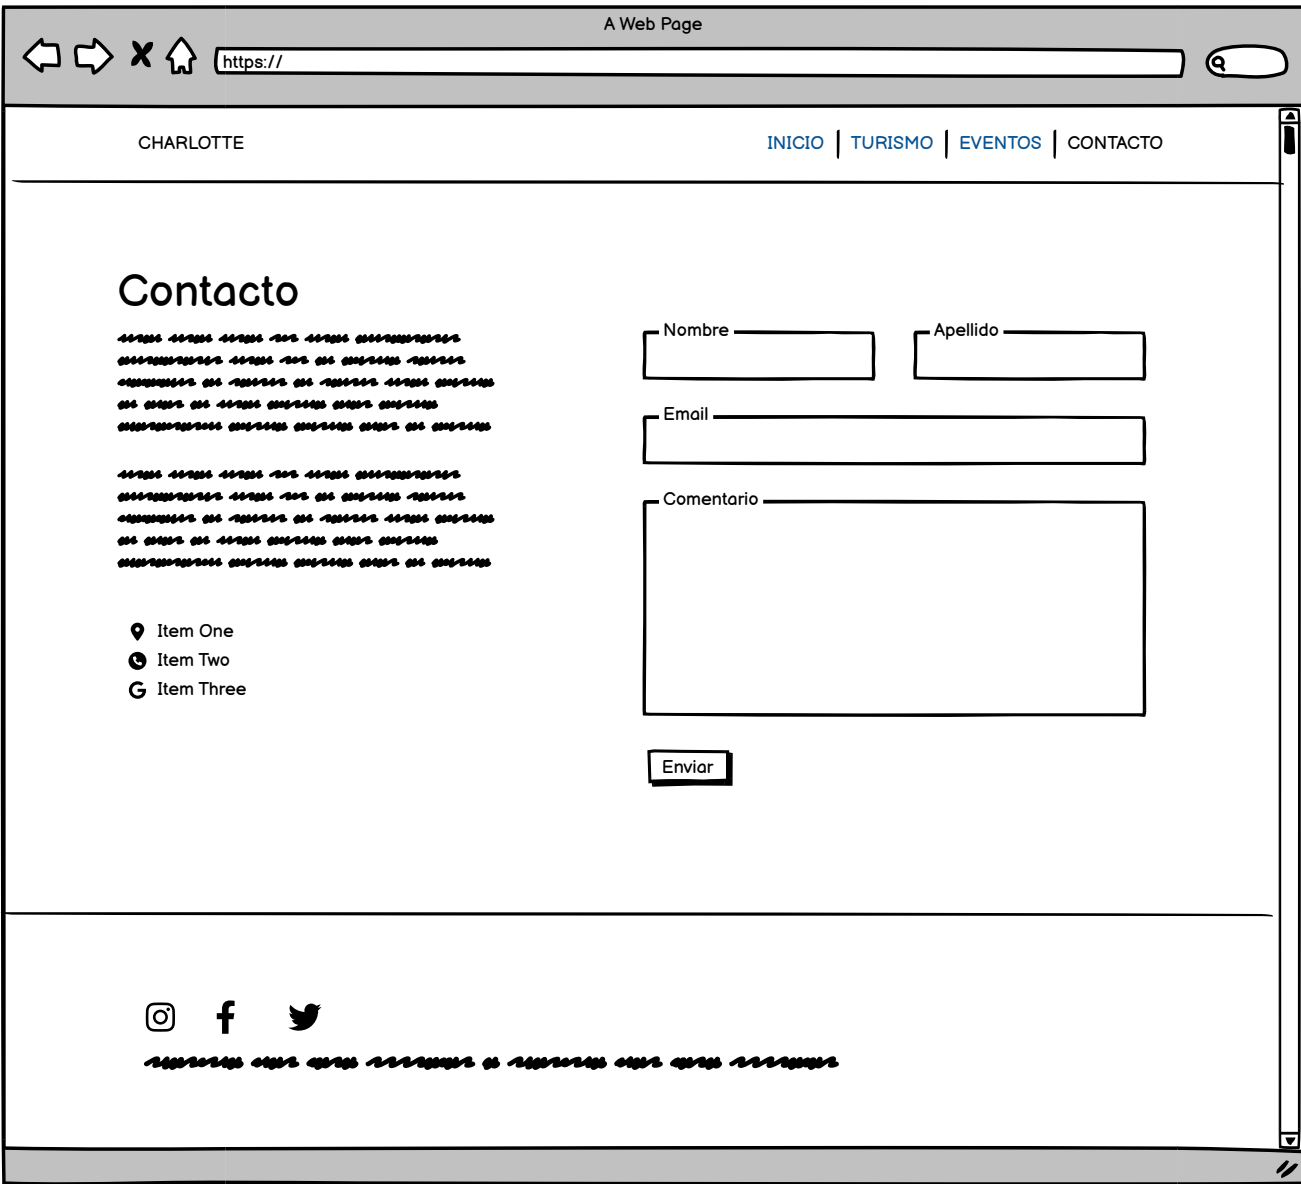 A Web Page
https://
CHARLOTTE
INICIO | TURISMO | EVENTOS | CONTACTO
Contacto
Nombre
Apellido
Email
Comentario
Item One
Item Two
Item Three
Enviar